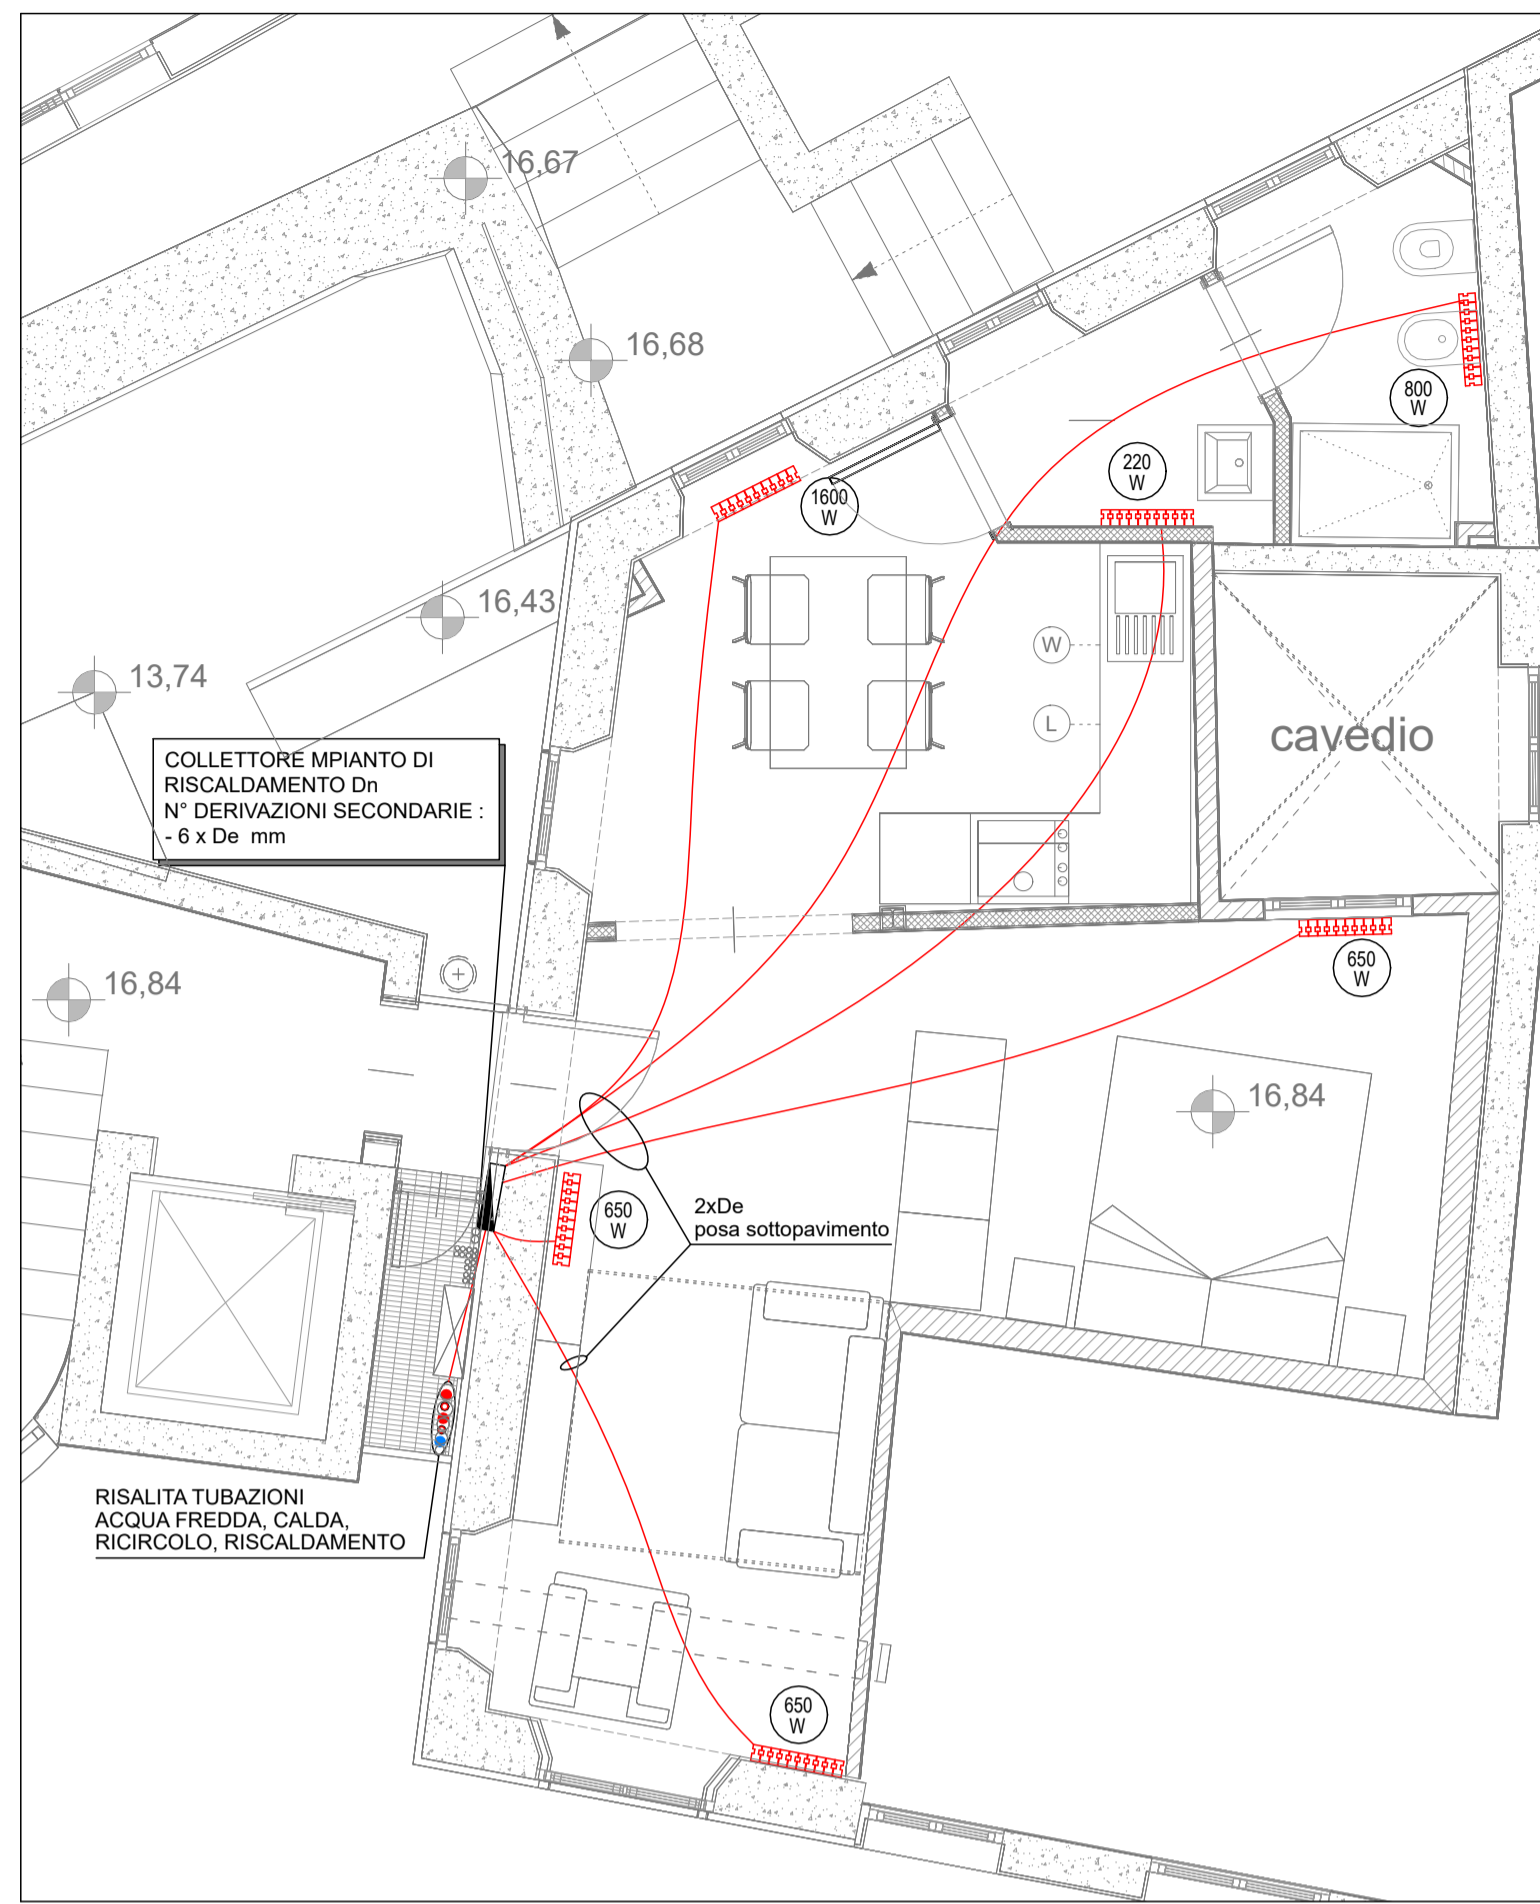 16,67
16,68
800
W
220
W
1600
W
16,43
W
13,74
L
cavedio
COLLETTORE MPIANTO DI
RISCALDAMENTO Dn
N° DERIVAZIONI SECONDARIE :
- 6 x De mm
16,84
650
W
16,84
650
W
2xDe
posa sottopavimento
RISALITA TUBAZIONI
ACQUA FREDDA, CALDA,
RICIRCOLO, RISCALDAMENTO
650
W